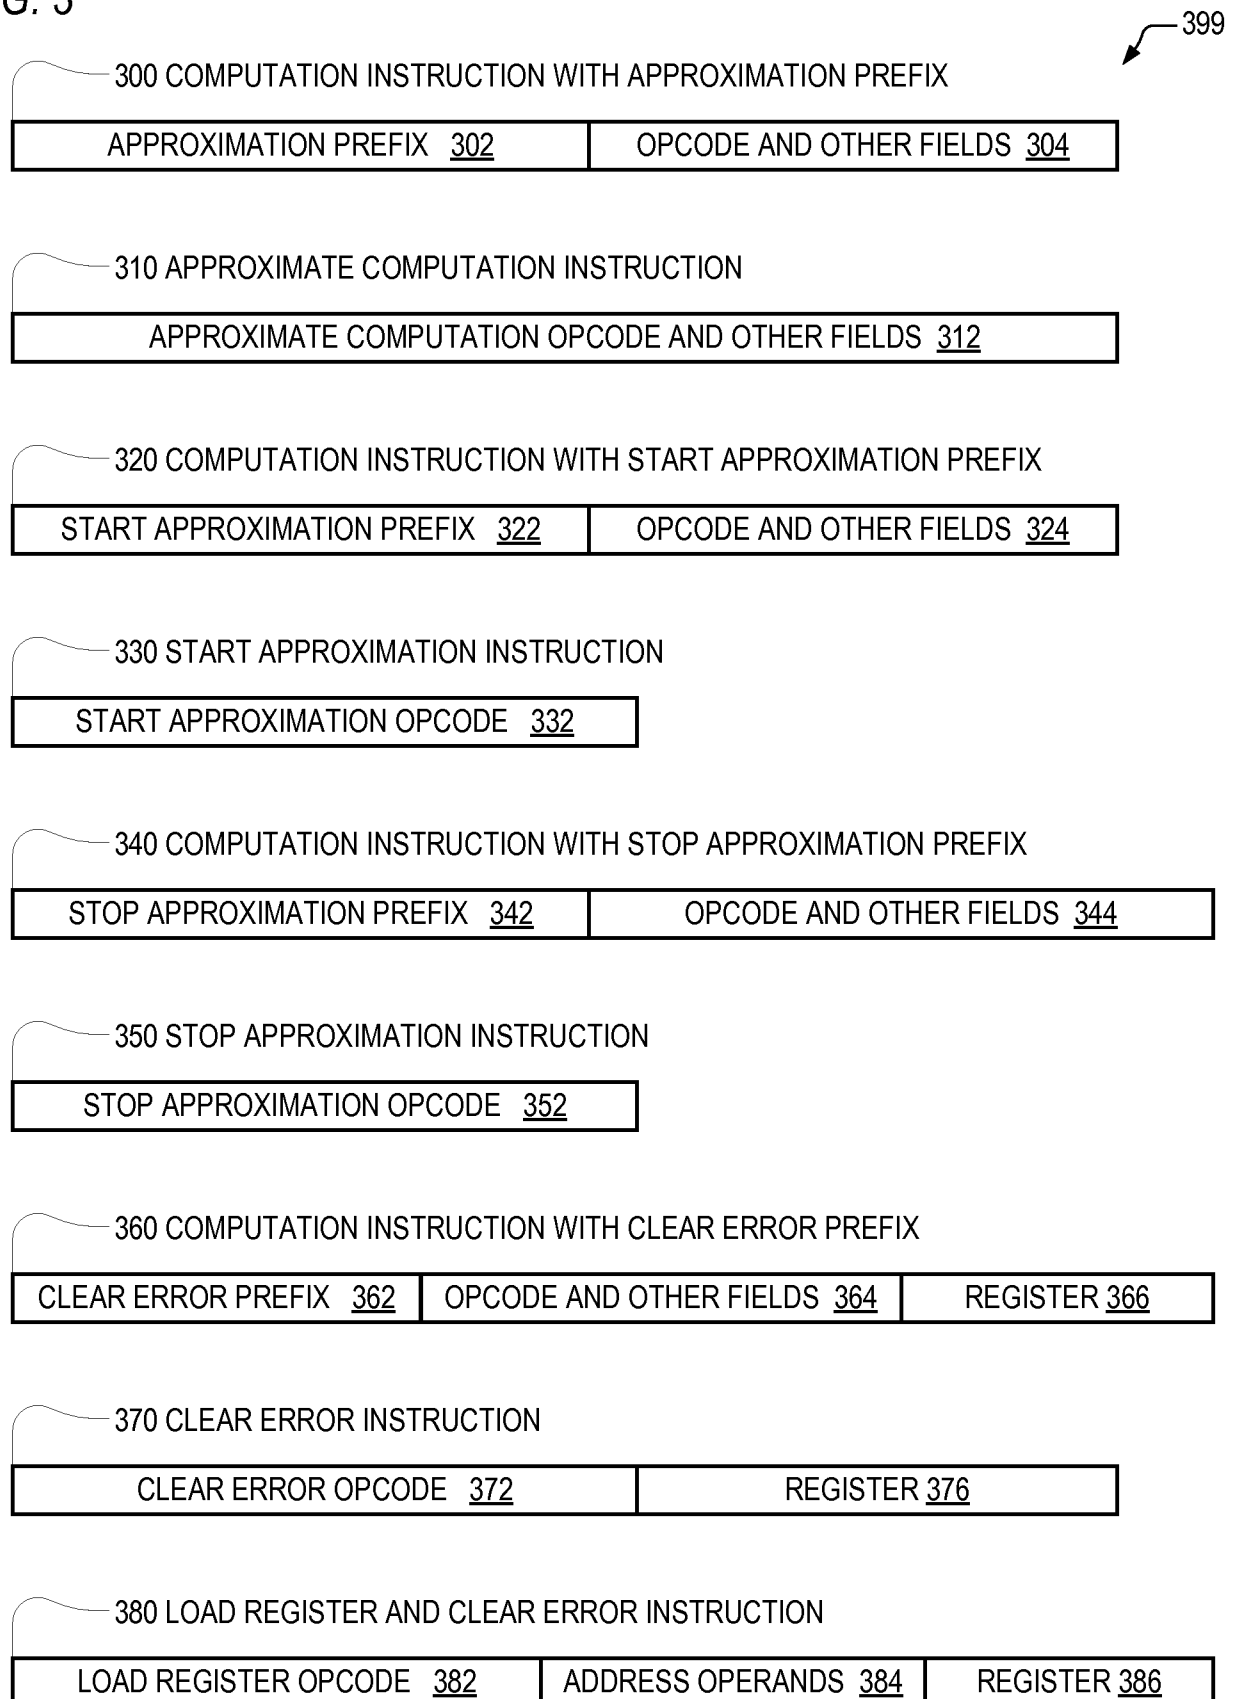 G. 3
399
300 COMPUTATION INSTRUCTION WITH APPROXIMATION PREFIX
APPROXIMATION PREFIX 302 OPCODE AND OTHER FIELDS 304
310 APPROXIMATE COMPUTATION INSTRUCTION
APPROXIMATE COMPUTATION OPCODE AND OTHER FIELDS 312
320 COMPUTATION INSTRUCTION WITH START APPROXIMATION PREFIX
START APPROXIMATION PREFIX 322 OPCODE AND OTHER FIELDS 324
330 START APPROXIMATION INSTRUCTION
START APPROXIMATION OPCODE 332
340 COMPUTATION INSTRUCTION WITH STOP APPROXIMATION PREFIX
STOP APPROXIMATION PREFIX 342 OPCODE AND OTHER FIELDS 344
350 STOP APPROXIMATION INSTRUCTION
STOP APPROXIMATION OPCODE 352
360 COMPUTATION INSTRUCTION WITH CLEAR ERROR PREFIX
CLEAR ERROR PREFIX 362 OPCODE AND OTHER FIELDS 364 REGISTER 366
370 CLEAR ERROR INSTRUCTION
CLEAR ERROR OPCODE 372 REGISTER 376
380 LOAD REGISTER AND CLEAR ERROR INSTRUCTION
LOAD REGISTER OPCODE 382 ADDRESS OPERANDS 384 REGISTER 386